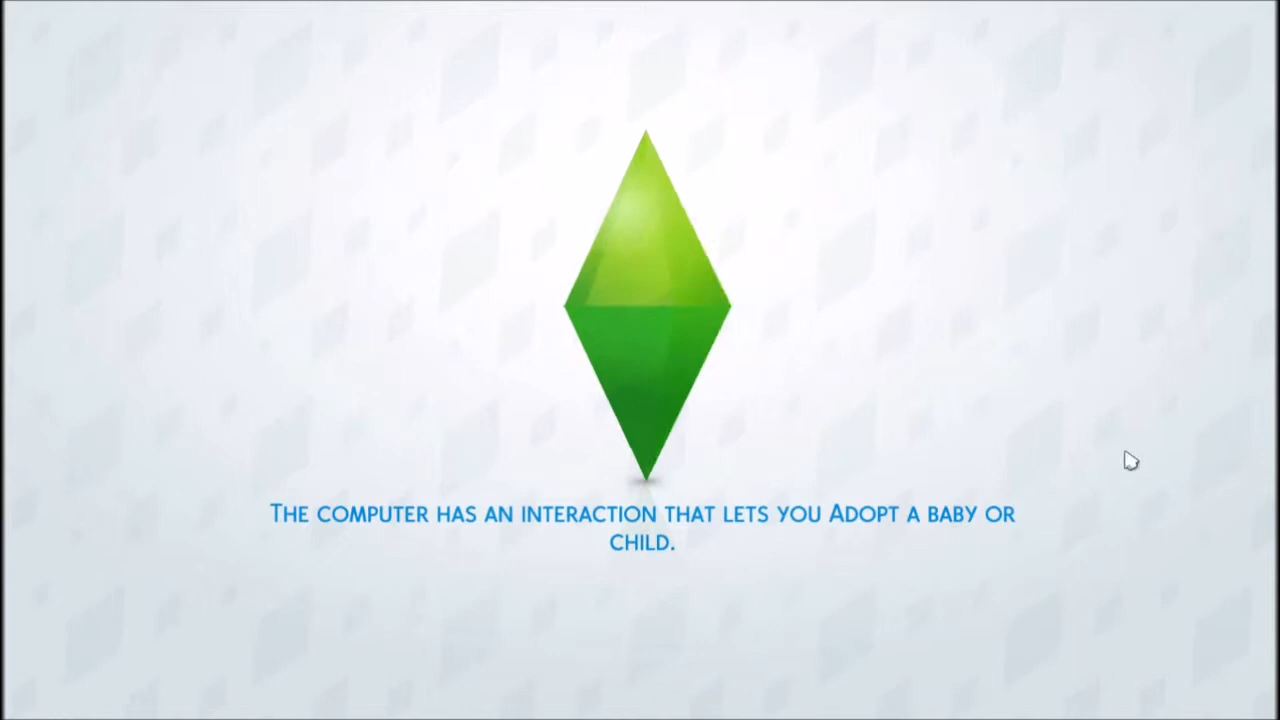 The computer has an interaction that lets you Adopt a baby or
child.